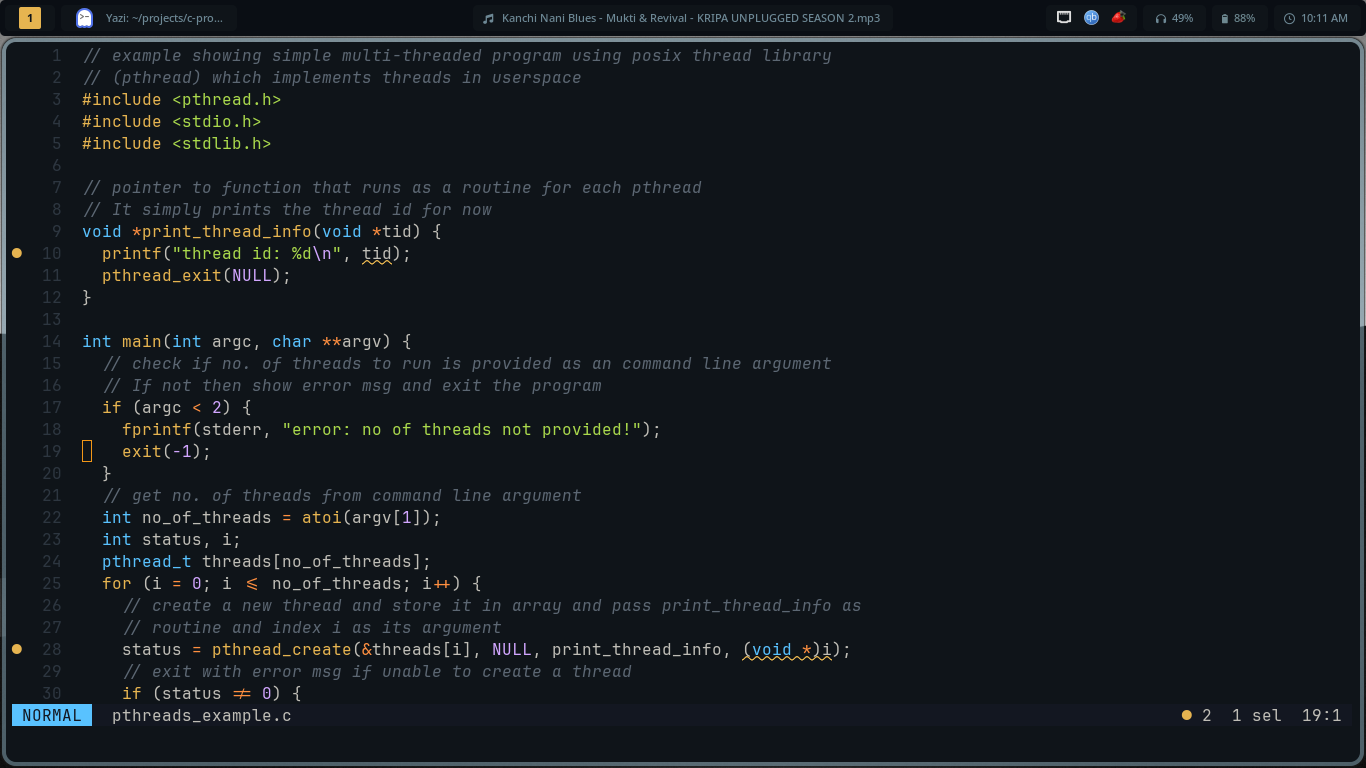 1 Yazi: ~/projects/c-pro... Kanchi Nani Blues - Mukti & Revival - KRIPA UNPLUGGED SEASON 2.mp3 qb 49% 88% 10:11 AM
1 // example showing simple multi-threaded program using posix thread library
2 // (pthread) which implements threads in userspace
3 #include <pthread.h>
4 #include <stdio.h>
5 #include <stdlib.h>
6
7 // pointer to function that runs as a routine for each pthread
8 // It simply prints the thread id for now
9 void *print_thread_info(void *tid) {
10   printf("thread id: %d\n", tid);
11   pthread_exit(NULL);
12 }
13
14 int main(int argc, char **argv) {
15   // check if no. of threads to run is provided as an command line argument
16   // If not then show error msg and exit the program
17   if (argc < 2) {
18     fprintf(stderr, "error: no of threads not provided!");
19     exit(-1);
20   }
21   // get no. of threads from command line argument
22   int no_of_threads = atoi(argv[1]);
23   int status, i;
24   pthread_t threads[no_of_threads];
25   for (i = 0; i <= no_of_threads; i++) {
26     // create a new thread and store it in array and pass print_thread_info as
27     // routine and index i as its argument
28     status = pthread_create(&threads[i], NULL, print_thread_info, (void *)i);
29     // exit with error msg if unable to create a thread
30     if (status != 0) {
NORMAL pthreads_example.c 2 1 sel 19:1